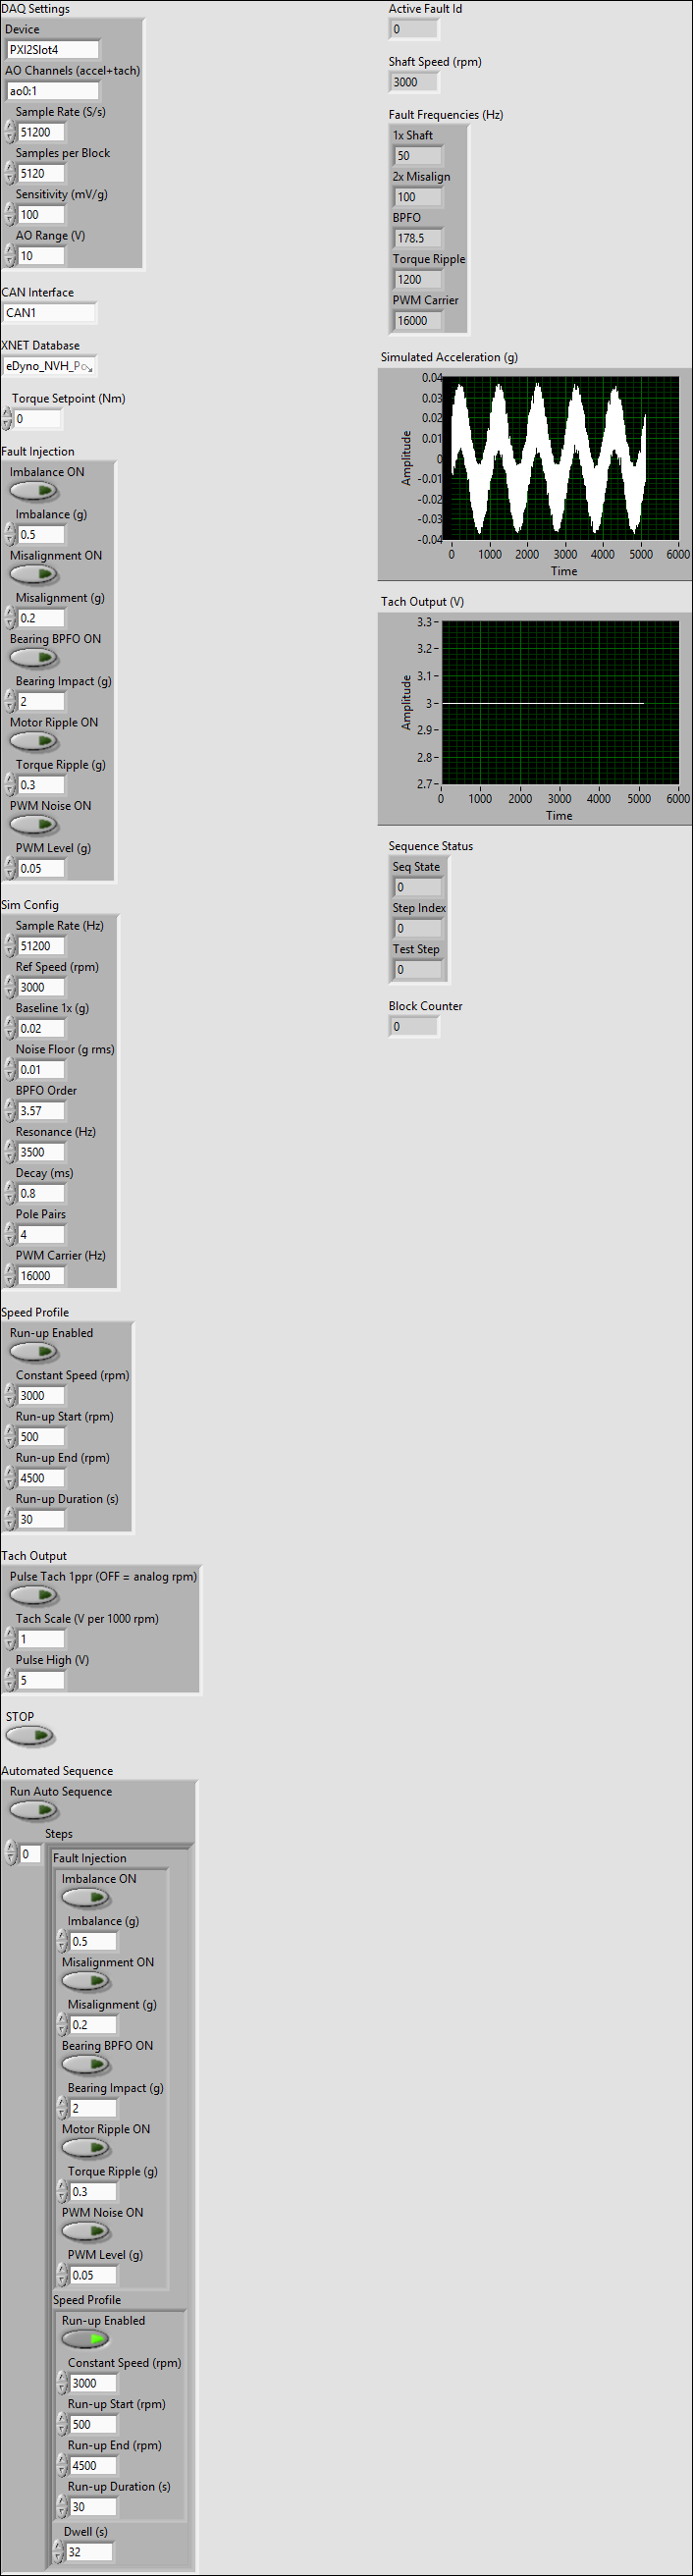 DAQ Settings
Device
PXI2Slot4
AO Channels (accel+tach)
ao0:1
Sample Rate (S/s)
51200
Samples per Block
5120
Sensitivity (mV/g)
100
AO Range (V)
10
CAN Interface
CAN1
XNET Database
eDyno_NVH_Po
Torque Setpoint (Nm)
0
Fault Injection
Imbalance ON
Imbalance (g)
0.5
Misalignment ON
Misalignment (g)
0.2
Bearing BPFO ON
Bearing Impact (g)
2
Motor Ripple ON
Torque Ripple (g)
0.3
PWM Noise ON
PWM Level (g)
0.05
Sim Config
Sample Rate (Hz)
51200
Ref Speed (rpm)
3000
Baseline 1x (g)
0.02
Noise Floor (g rms)
0.01
BPFO Order
3.57
Resonance (Hz)
3500
Decay (ms)
0.8
Pole Pairs
4
PWM Carrier (Hz)
16000
Speed Profile
Run-up Enabled
Constant Speed (rpm)
3000
Run-up Start (rpm)
500
Run-up End (rpm)
4500
Run-up Duration (s)
30
Tach Output
Pulse Tach 1ppr (OFF = analog rpm)
Tach Scale (V per 1000 rpm)
1
Pulse High (V)
5
STOP
Automated Sequence
Run Auto Sequence
Steps
0
Fault Injection
Imbalance ON
Imbalance (g)
0.5
Misalignment ON
Misalignment (g)
0.2
Bearing BPFO ON
Bearing Impact (g)
2
Motor Ripple ON
Torque Ripple (g)
0.3
PWM Noise ON
PWM Level (g)
0.05
Speed Profile
Run-up Enabled
Constant Speed (rpm)
3000
Run-up Start (rpm)
500
Run-up End (rpm)
4500
Run-up Duration (s)
30
Dwell (s)
32
Active Fault Id
0
Shaft Speed (rpm)
3000
Fault Frequencies (Hz)
1x Shaft
50
2x Misalign
100
BPFO
178.5
Torque Ripple
1200
PWM Carrier
16000
Simulated Acceleration (g)
0.04
0.03
0.02
0.01
0
-0.01
-0.02
-0.03
-0.04
Amplitude
0 1000 2000 3000 4000 5000 6000
Time
Tach Output (V)
3.3
3.2
3.1
3
2.9
2.8
2.7
Amplitude
0 1000 2000 3000 4000 5000 6000
Time
Sequence Status
Seq State
0
Step Index
0
Test Step
0
Block Counter
0